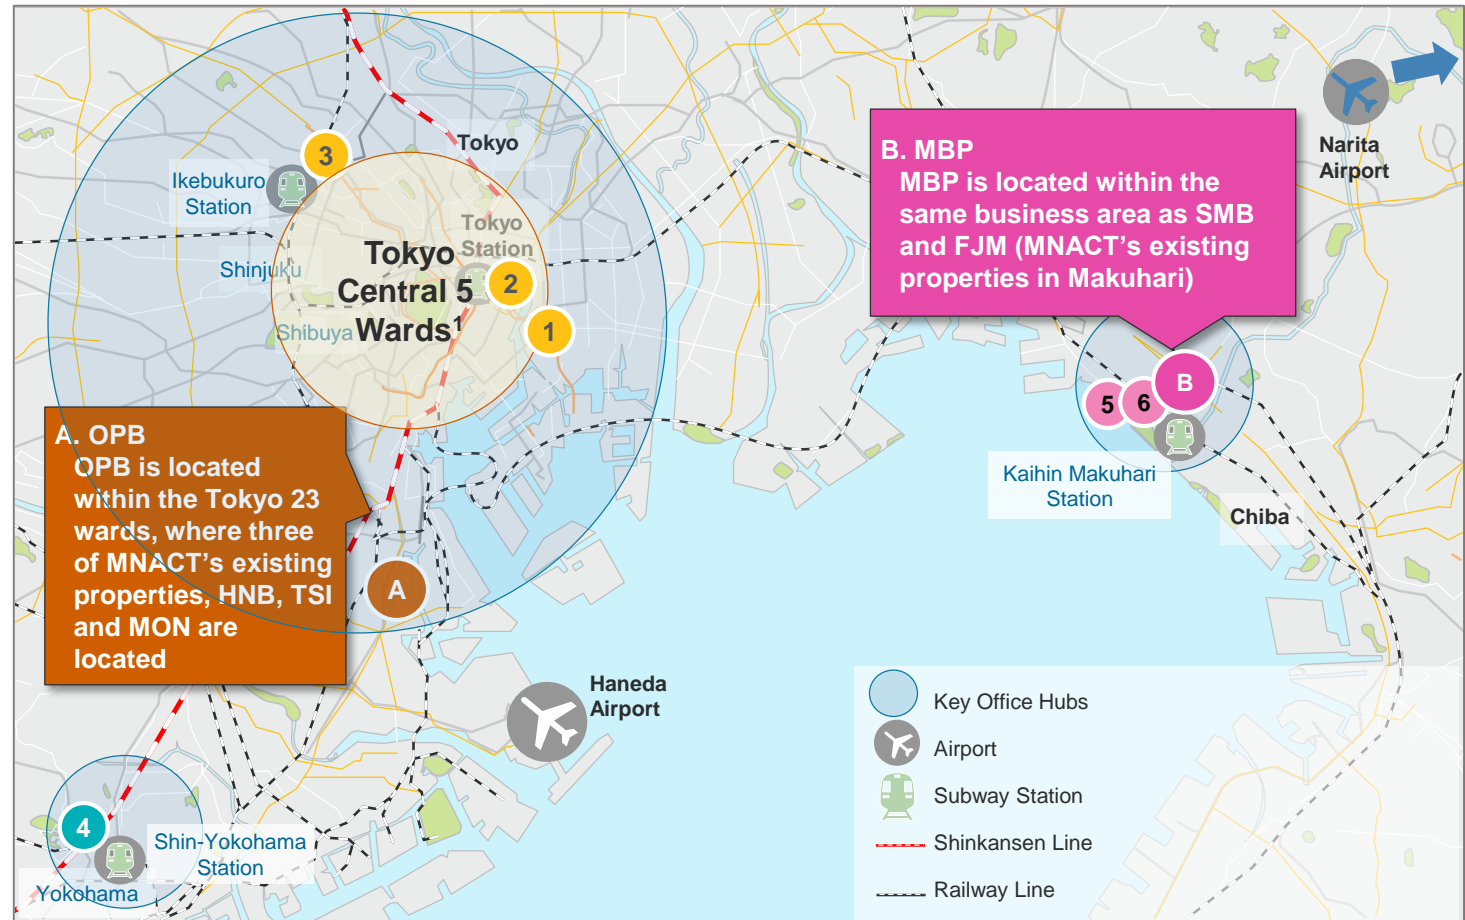 Tokyo
3
Ikebukuro
Station
Tokyo
Station
Shinjuku
Tokyo
Central 5
Wards1
2
1
Shibuya
B. MBP
MBP is located within the
same business area as SMB
and FJM (MNACT’s existing
properties in Makuhari)
Narita
Airport
5
6
B
Kaihin Makuhari
Station
Chiba
A. OPB
OPB is located
within the Tokyo 23
wards, where three
of MNACT’s existing
properties, HNB, TSI
and MON are
located
A
Haneda
Airport
4
Shin-Yokohama
Station
Yokohama
Key Office Hubs
Airport
Subway Station
Shinkansen Line
Railway Line